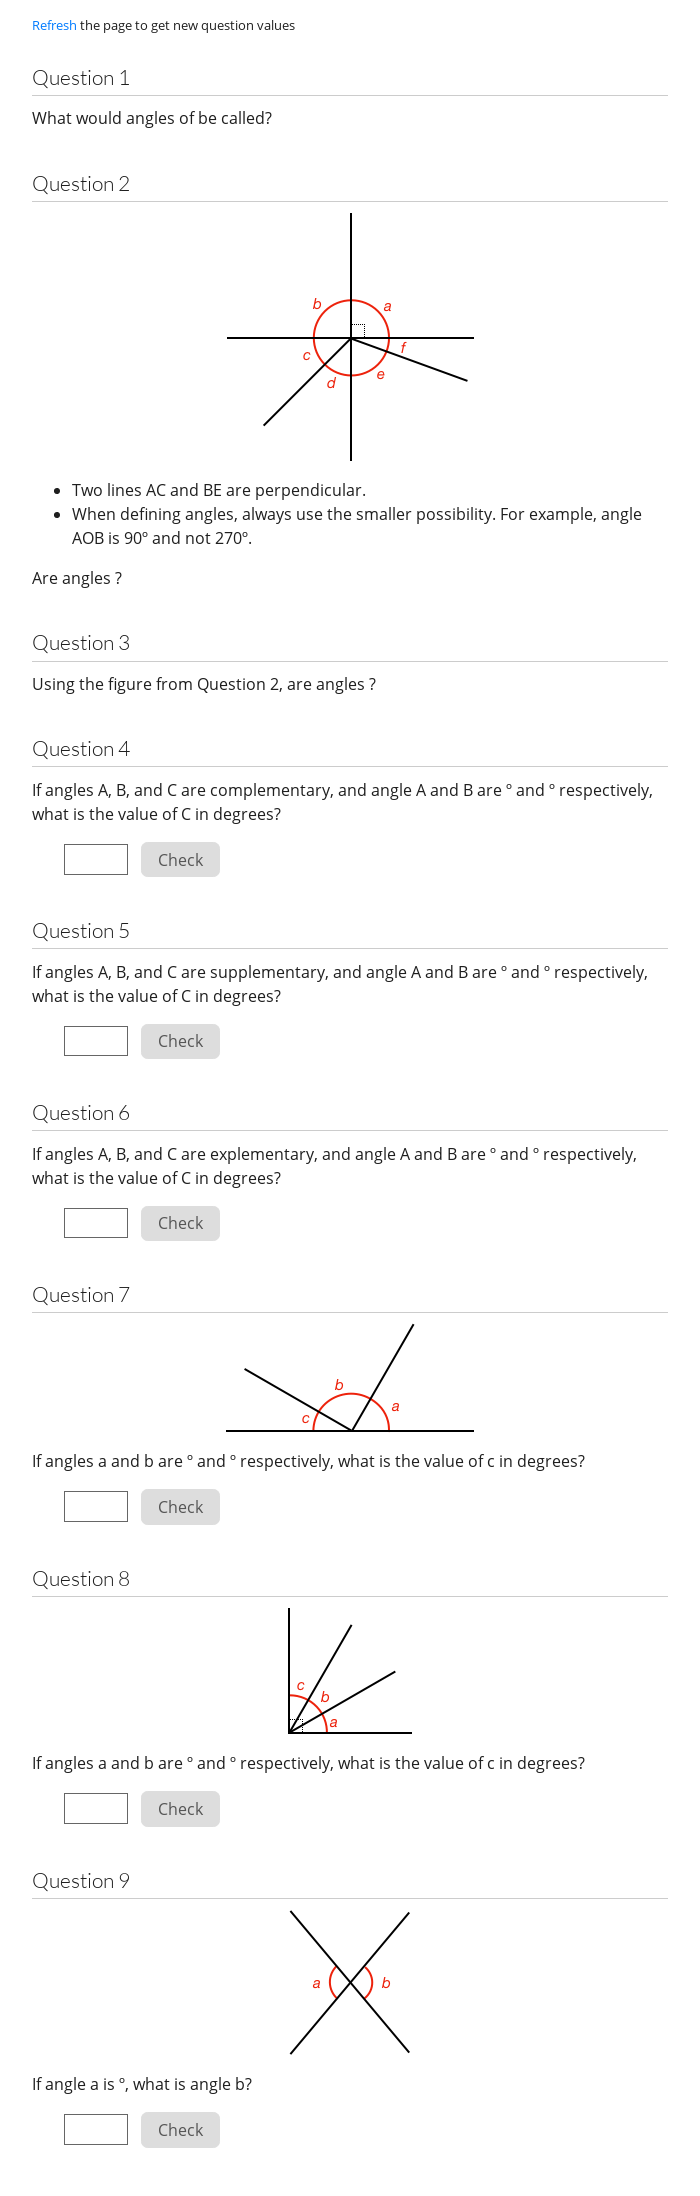 Refresh the page to get new question values
Question 1
What would angles of be called?
Question 2
b
a
c
f
d
e
• Two lines AC and BE are perpendicular.
• When defining angles, always use the smaller possibility. For example, angle
AOB is 90° and not 270°.
Are angles ?
Question 3
Using the figure from Question 2, are angles ?
Question 4
If angles A, B, and C are complementary, and angle A and B are ° and ° respectively,
what is the value of C in degrees?
Check
Question 5
If angles A, B, and C are supplementary, and angle A and B are ° and ° respectively,
what is the value of C in degrees?
Check
Question 6
If angles A, B, and C are explementary, and angle A and B are ° and ° respectively,
what is the value of C in degrees?
Check
Question 7
b
a
c
If angles a and b are ° and ° respectively, what is the value of c in degrees?
Check
Question 8
c
b
a
If angles a and b are ° and ° respectively, what is the value of c in degrees?
Check
Question 9
a b
If angle a is °, what is angle b?
Check